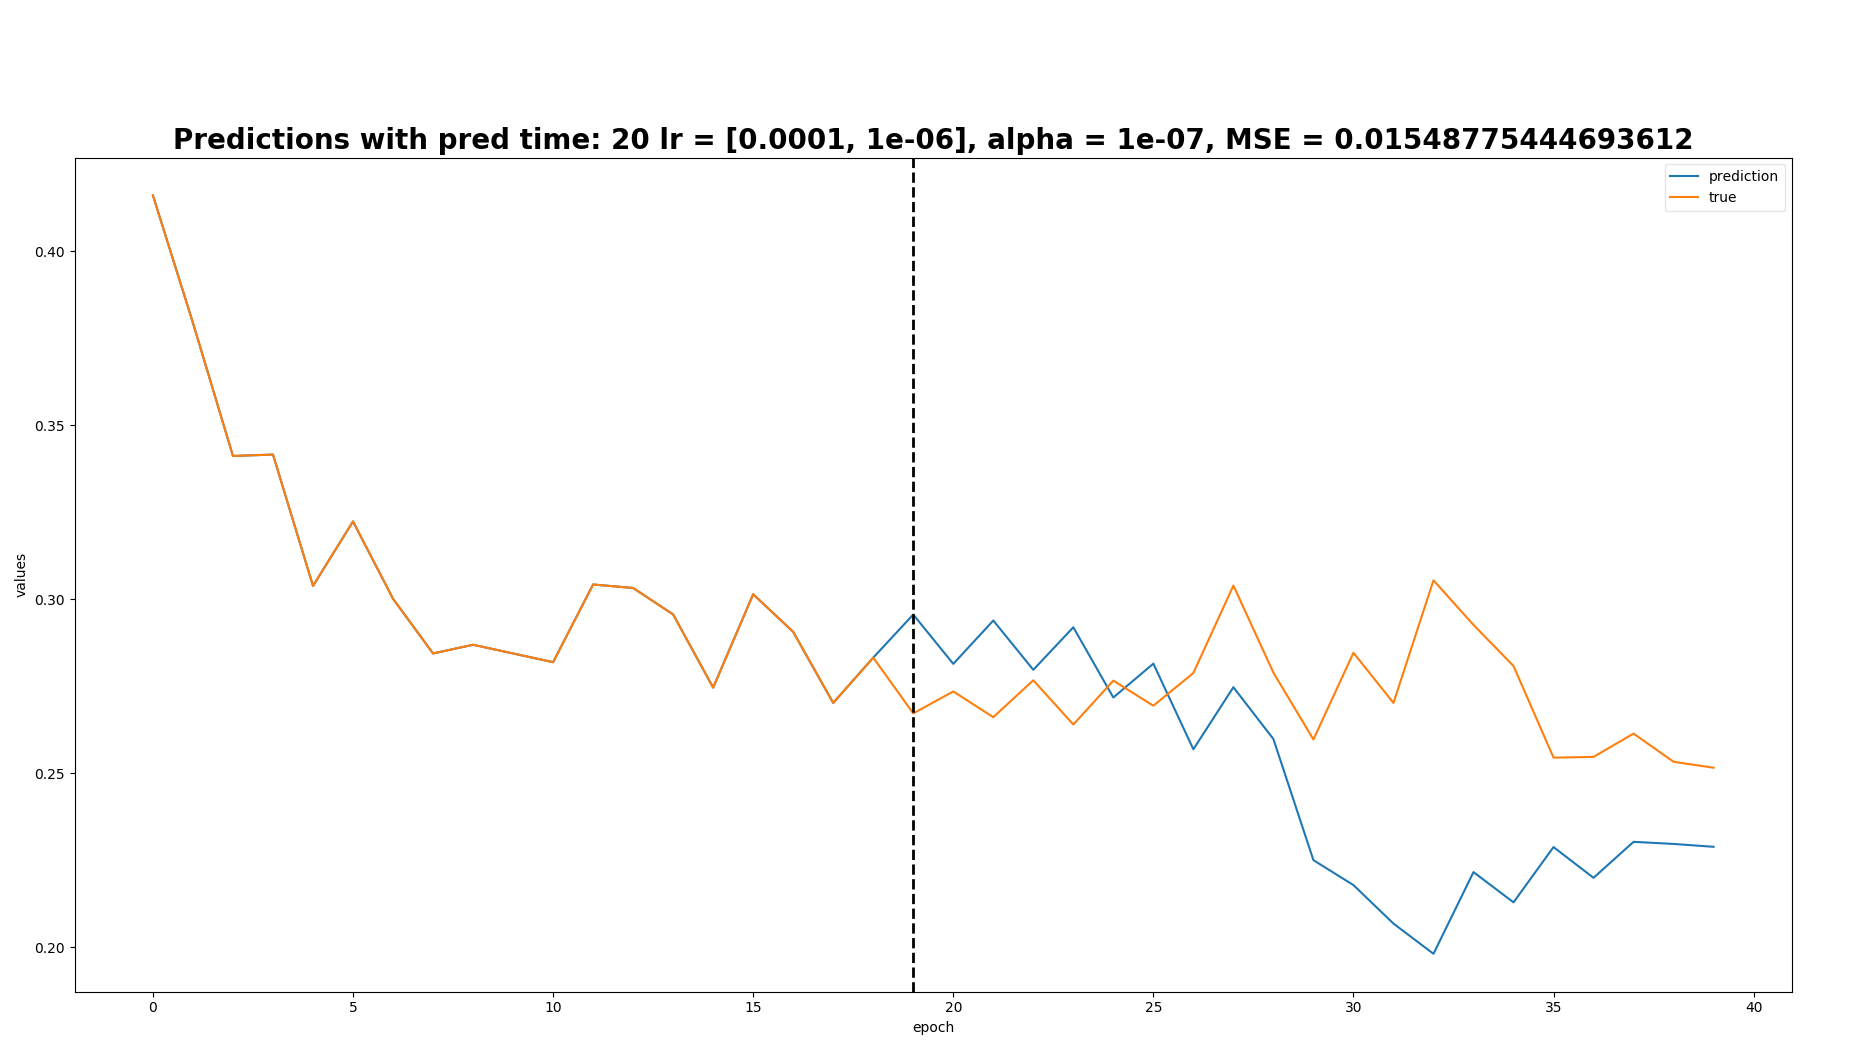 Predictions with pred time: 20 lr = [0.0001, 1e-06], alpha = 1e-07, MSE = 0.01548775444693612
prediction
true
0.40
0.35
0.30
0.25
0.20
values
0 5 10 15 20 25 30 35 40
epoch